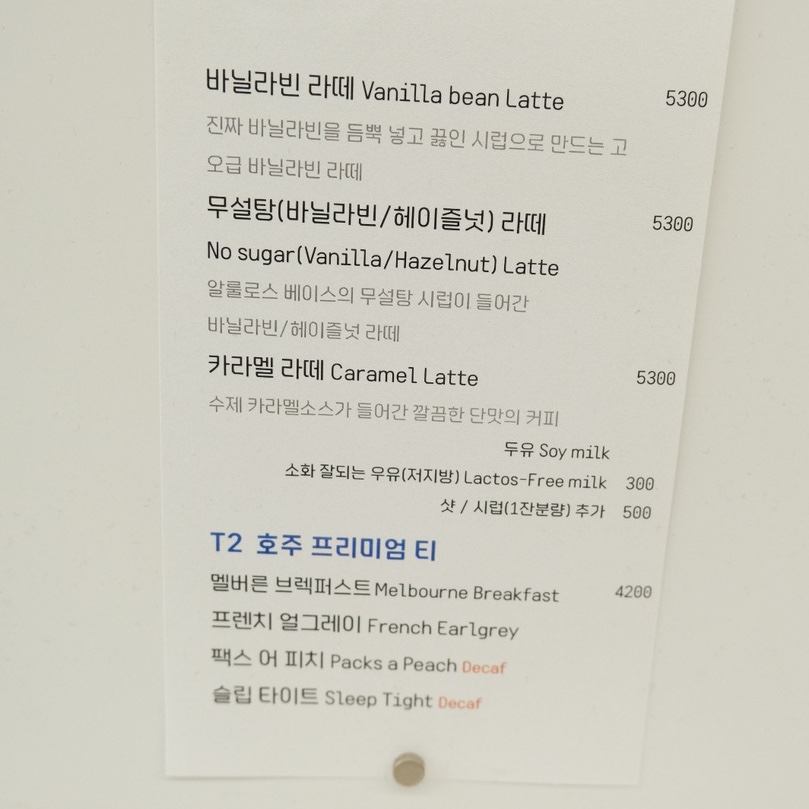 바닐라빈 라떼 Vanilla bean Latte 5300
진짜 바닐라빈을 듬뿍 넣고 끓인 시럽으로 만드는 고
오급 바닐라빈 라떼
무설탕(바닐라빈/헤이즐넛) 라떼 5300
No sugar(Vanilla/Hazelnut) Latte
알룰로스 베이스의 무설탕 시럽이 들어간
바닐라빈/헤이즐넛 라떼
카라멜 라떼 Caramel Latte 5300
수제 카라멜소스가 들어간 깔끔한 단맛의 커피
두유 Soy milk
소화 잘되는 우유(저지방) Lactos-Free milk 300
샷 / 시럽(1잔분량) 추가 500
T2 호주 프리미엄 티
멜버른 브렉퍼스트 Melbourne Breakfast 4200
프렌치 얼그레이 French Earlgrey
팩스 어 피치 Packs a Peach Decaf
슬립 타이트 Sleep Tight Decaf